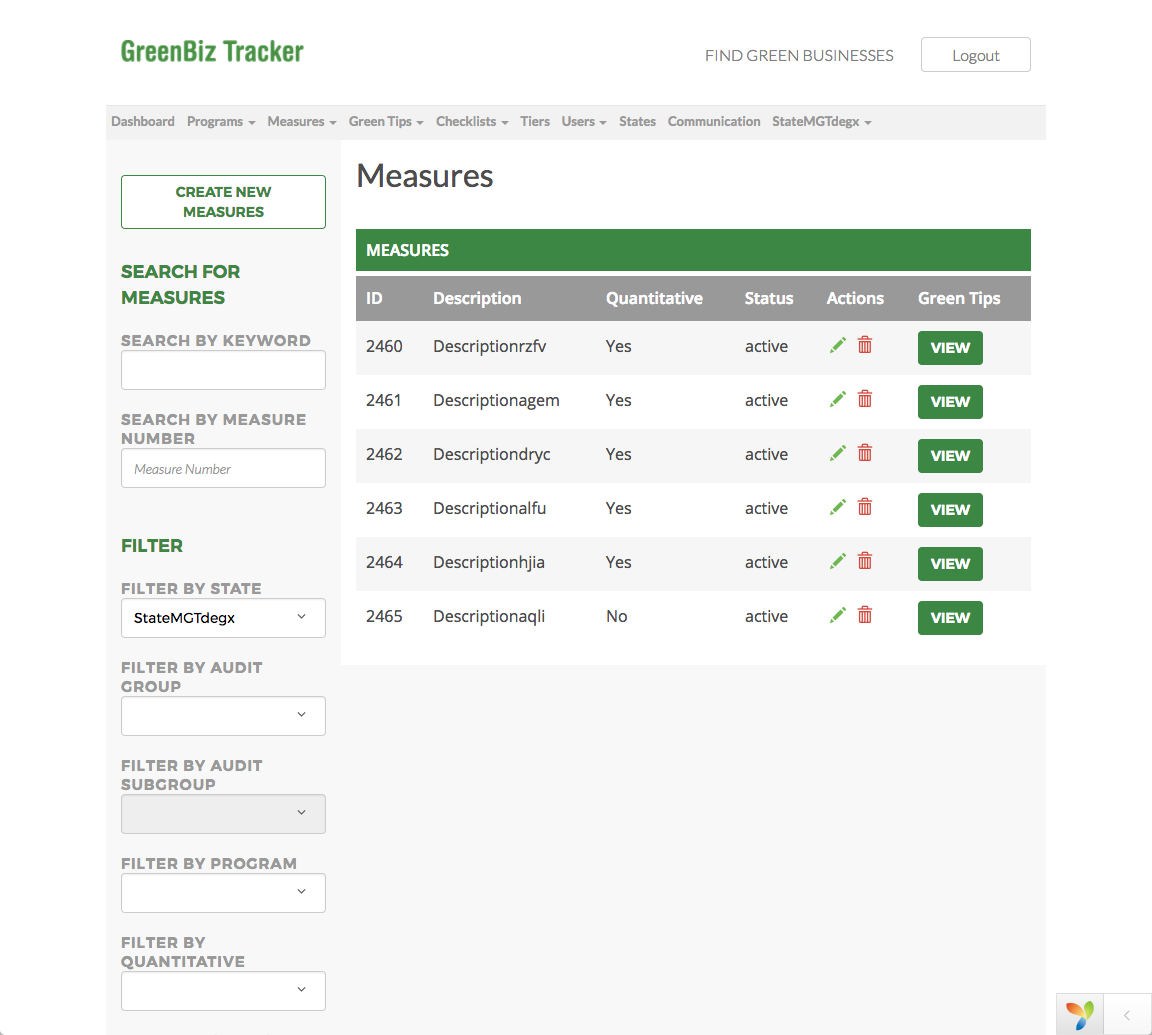 GreenBiz Tracker
FIND GREEN BUSINESSES Logout
Dashboard Programs Measures Green Tips Checklists Tiers Users States Communication StateMGTdegx
CREATE NEW
MEASURES
SEARCH FOR
MEASURES
SEARCH BY KEYWORD
SEARCH BY MEASURE
NUMBER
Measure Number
FILTER
FILTER BY STATE
StateMGTdegx
FILTER BY AUDIT
GROUP
FILTER BY AUDIT
SUBGROUP
FILTER BY PROGRAM
FILTER BY
QUANTITATIVE
Measures
MEASURES
ID Description Quantitative Status Actions Green Tips
2460 Descriptionrzfv Yes active VIEW
2461 Descriptionagem Yes active VIEW
2462 Descriptiondryc Yes active VIEW
2463 Descriptionalfu Yes active VIEW
2464 Descriptionhjia Yes active VIEW
2465 Descriptionaqli No active VIEW